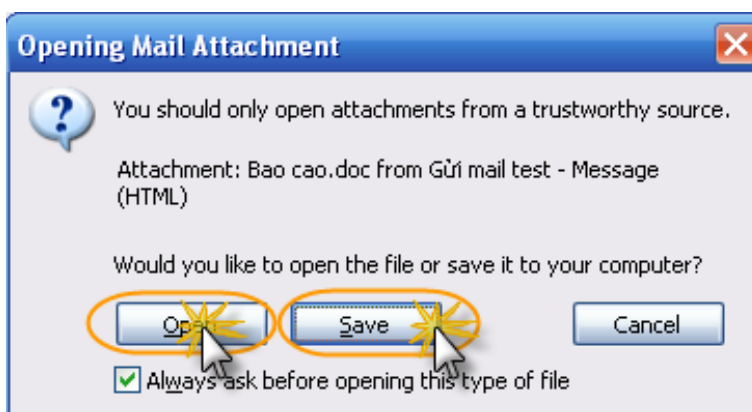 Opening Mail Attachment
You should only open attachments from a trustworthy source.
Attachment: Bao cao.doc from Gửi mail test - Message
(HTML)
Would you like to open the file or save it to your computer?
Open Save Cancel
Always ask before opening this type of file